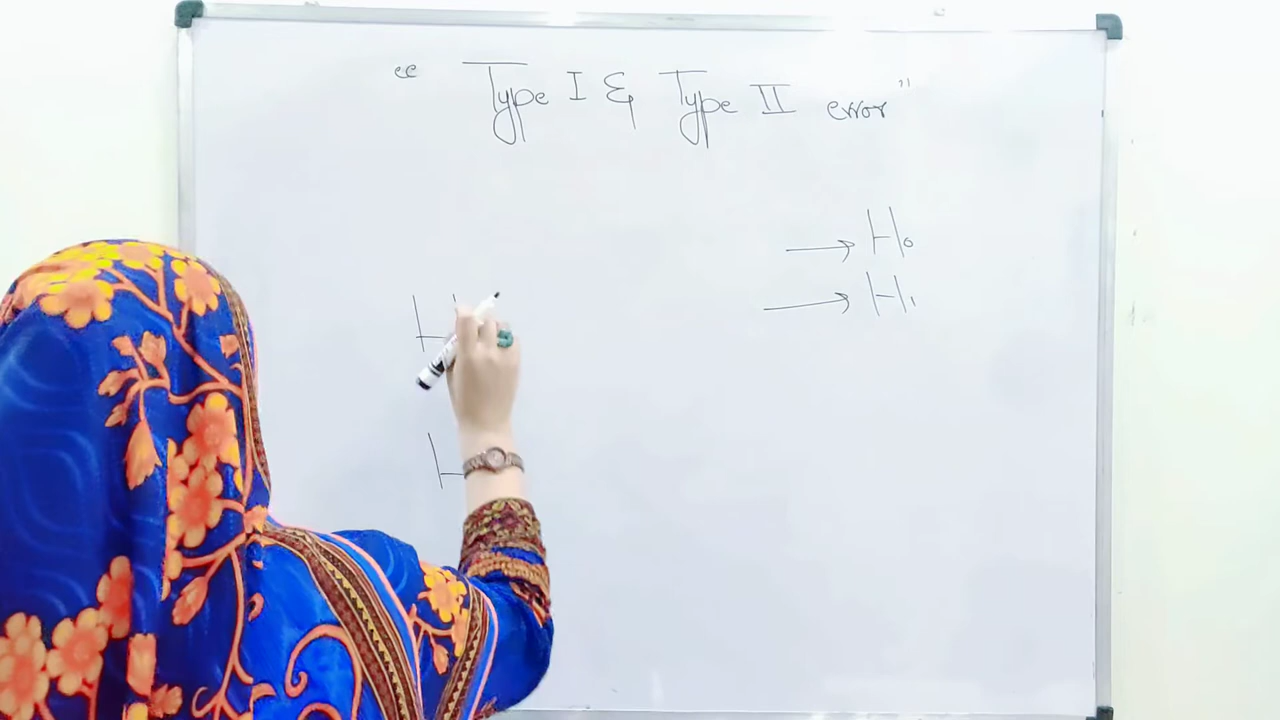 “ Type I & Type II error ”
→ H₀
→ H₁
H
H